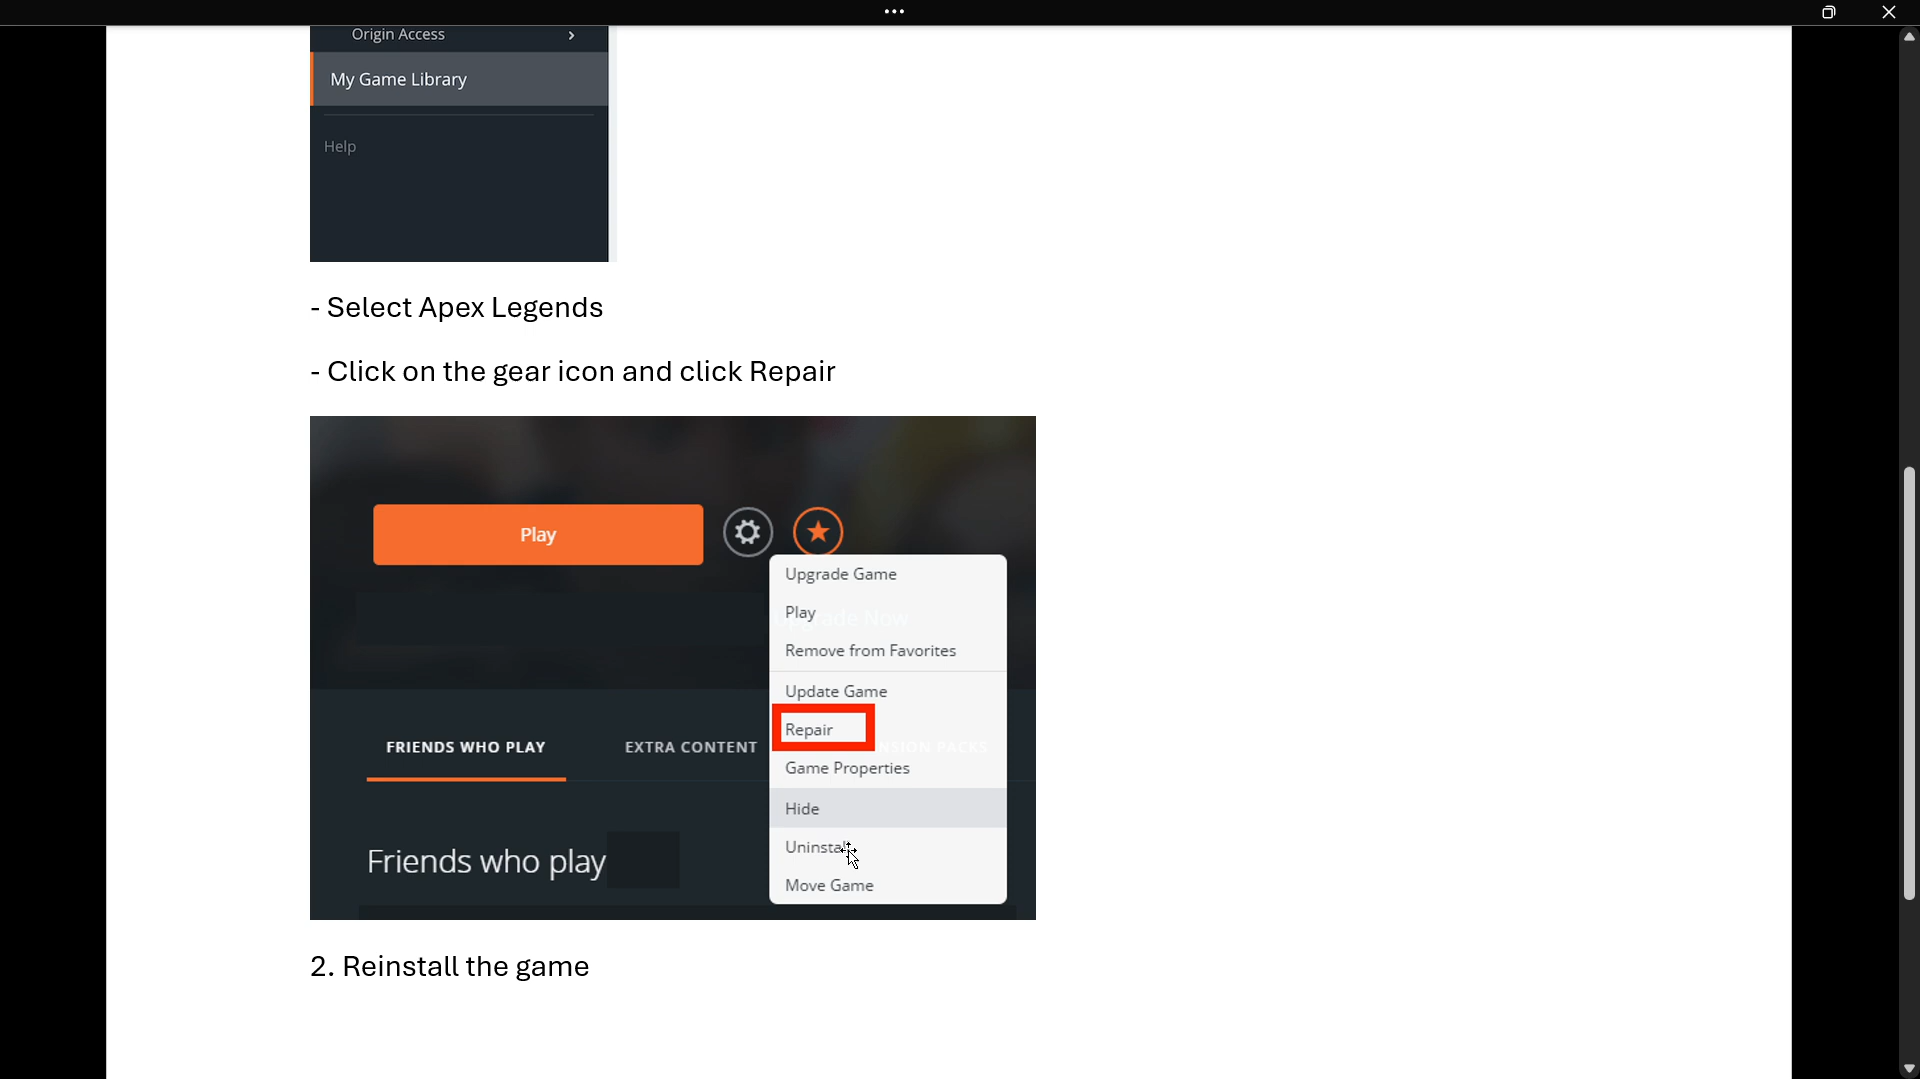 Origin Access
My Game Library
Help
- Select Apex Legends
- Click on the gear icon and click Repair
Play
Upgrade Game
Play
Remove from Favorites
Update Game
Repair
Game Properties
Hide
Uninstall
Move Game
FRIENDS WHO PLAY
EXTRA CONTENT
Friends who play
2. Reinstall the game